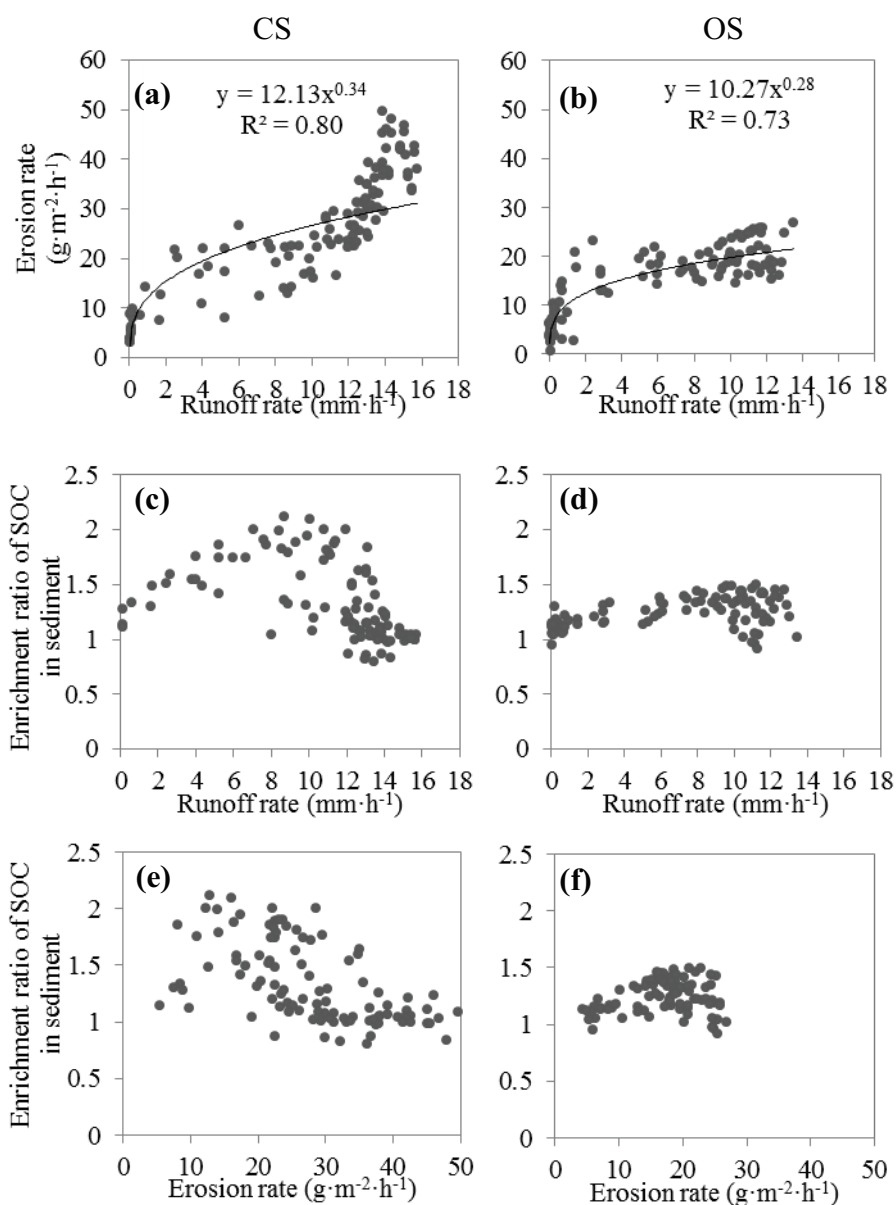 CS
OS
(a)
y = 12.13x^0.34
R² = 0.80
60
50
40
30
20
10
0
Erosion rate
(g·m⁻²·h⁻¹)
0 2 4 6 8 10 12 14 16 18
Runoff rate (mm·h⁻¹)
(b)
y = 10.27x^0.28
R² = 0.73
60
50
40
30
20
10
0
0 2 4 6 8 10 12 14 16 18
Runoff rate (mm·h⁻¹)
(c)
2.5
2
1.5
1
0.5
0
Enrichment ratio of SOC
in sediment
0 2 4 6 8 10 12 14 16 18
Runoff rate (mm·h⁻¹)
(d)
2.5
2
1.5
1
0.5
0
0 2 4 6 8 10 12 14 16 18
Runoff rate (mm·h⁻¹)
(e)
2.5
2
1.5
1
0.5
0
Enrichment ratio of SOC
in sediment
0 10 20 30 40 50
Erosion rate (g·m⁻²·h⁻¹)
(f)
2.5
2
1.5
1
0.5
0
0 10 20 30 40 50
Erosion rate (g·m⁻²·h⁻¹)